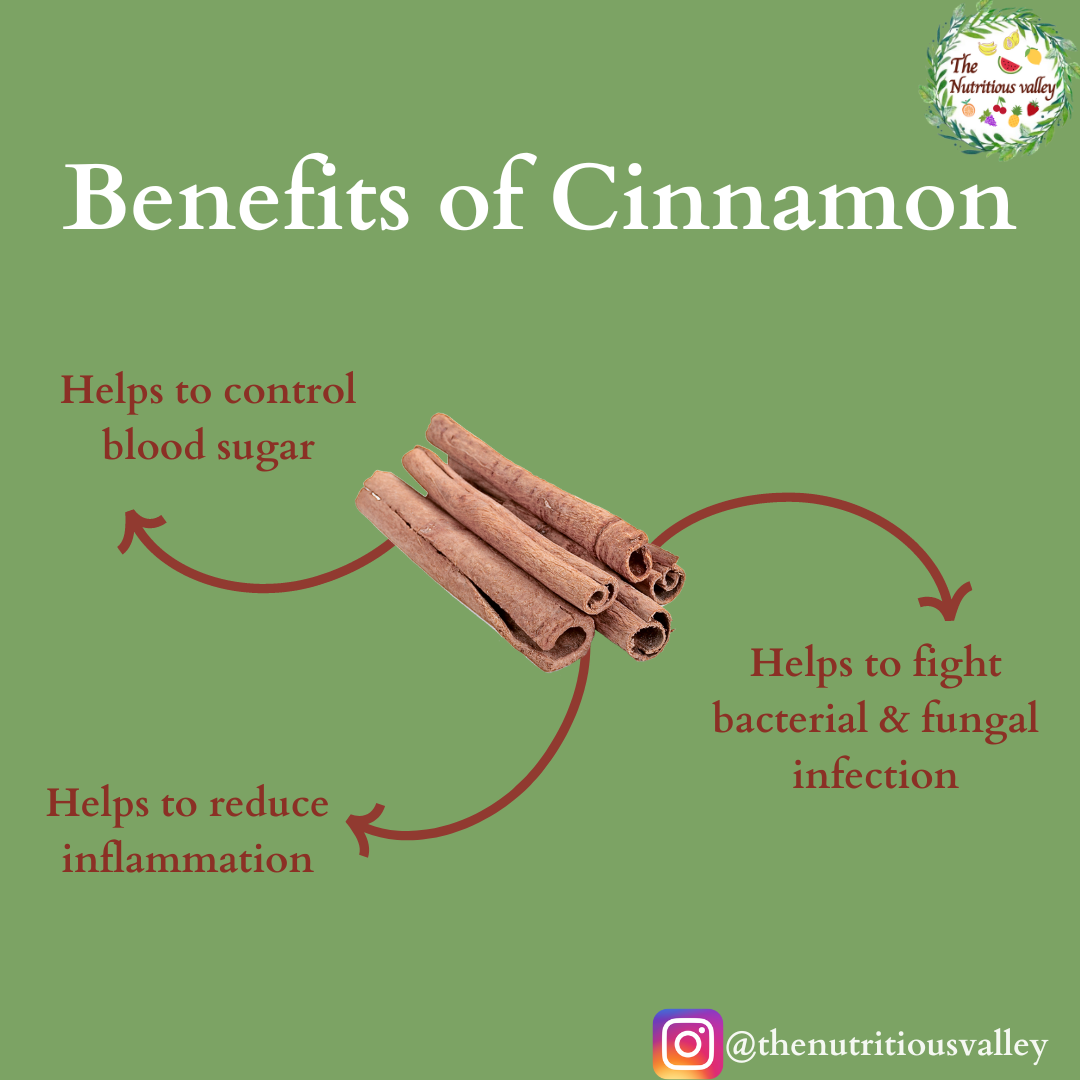 The
Nutritious valley
Benefits of Cinnamon
Helps to control
blood sugar
Helps to fight
bacterial & fungal
infection
Helps to reduce
inflammation
@thenutritiousvalley